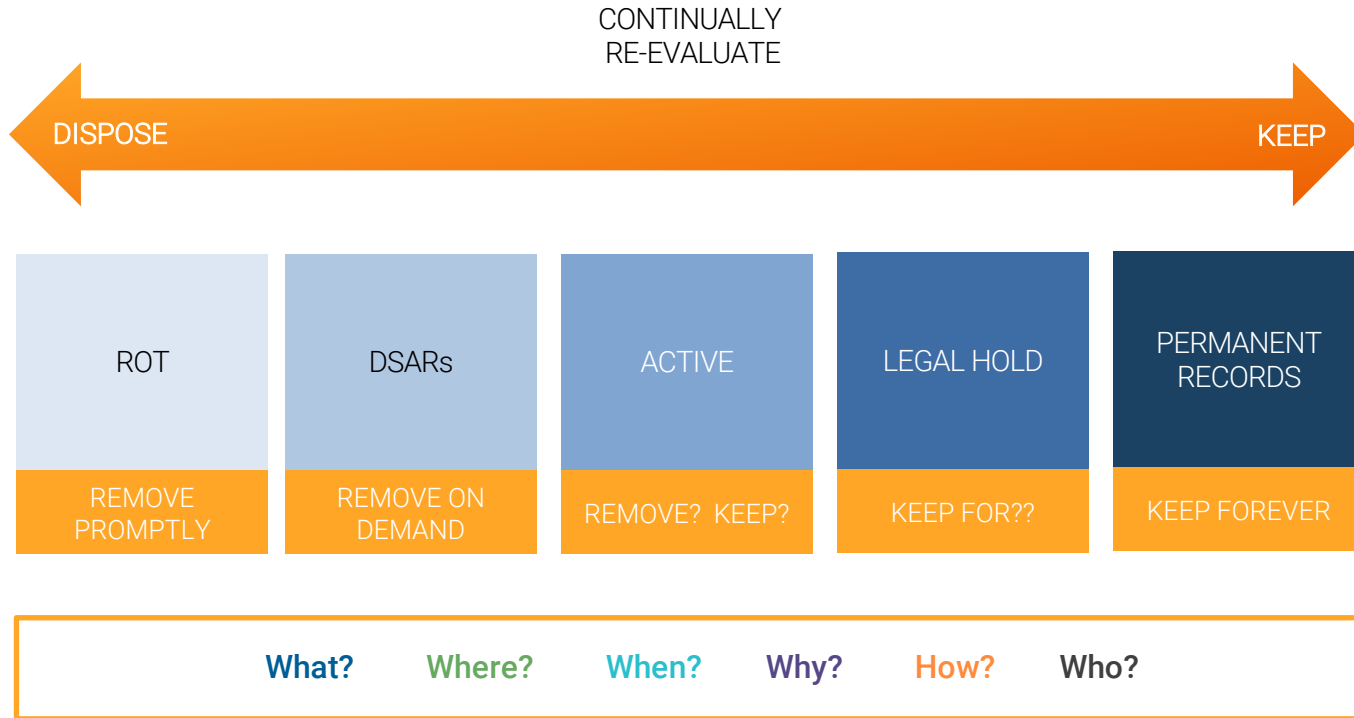 CONTINUALLY
RE-EVALUATE
DISPOSE
KEEP
ROT
DSARs
ACTIVE
LEGAL HOLD
PERMANENT
RECORDS
REMOVE
PROMPTLY
REMOVE ON
DEMAND
REMOVE? KEEP?
KEEP FOR??
KEEP FOREVER
What? Where? When? Why? How? Who?